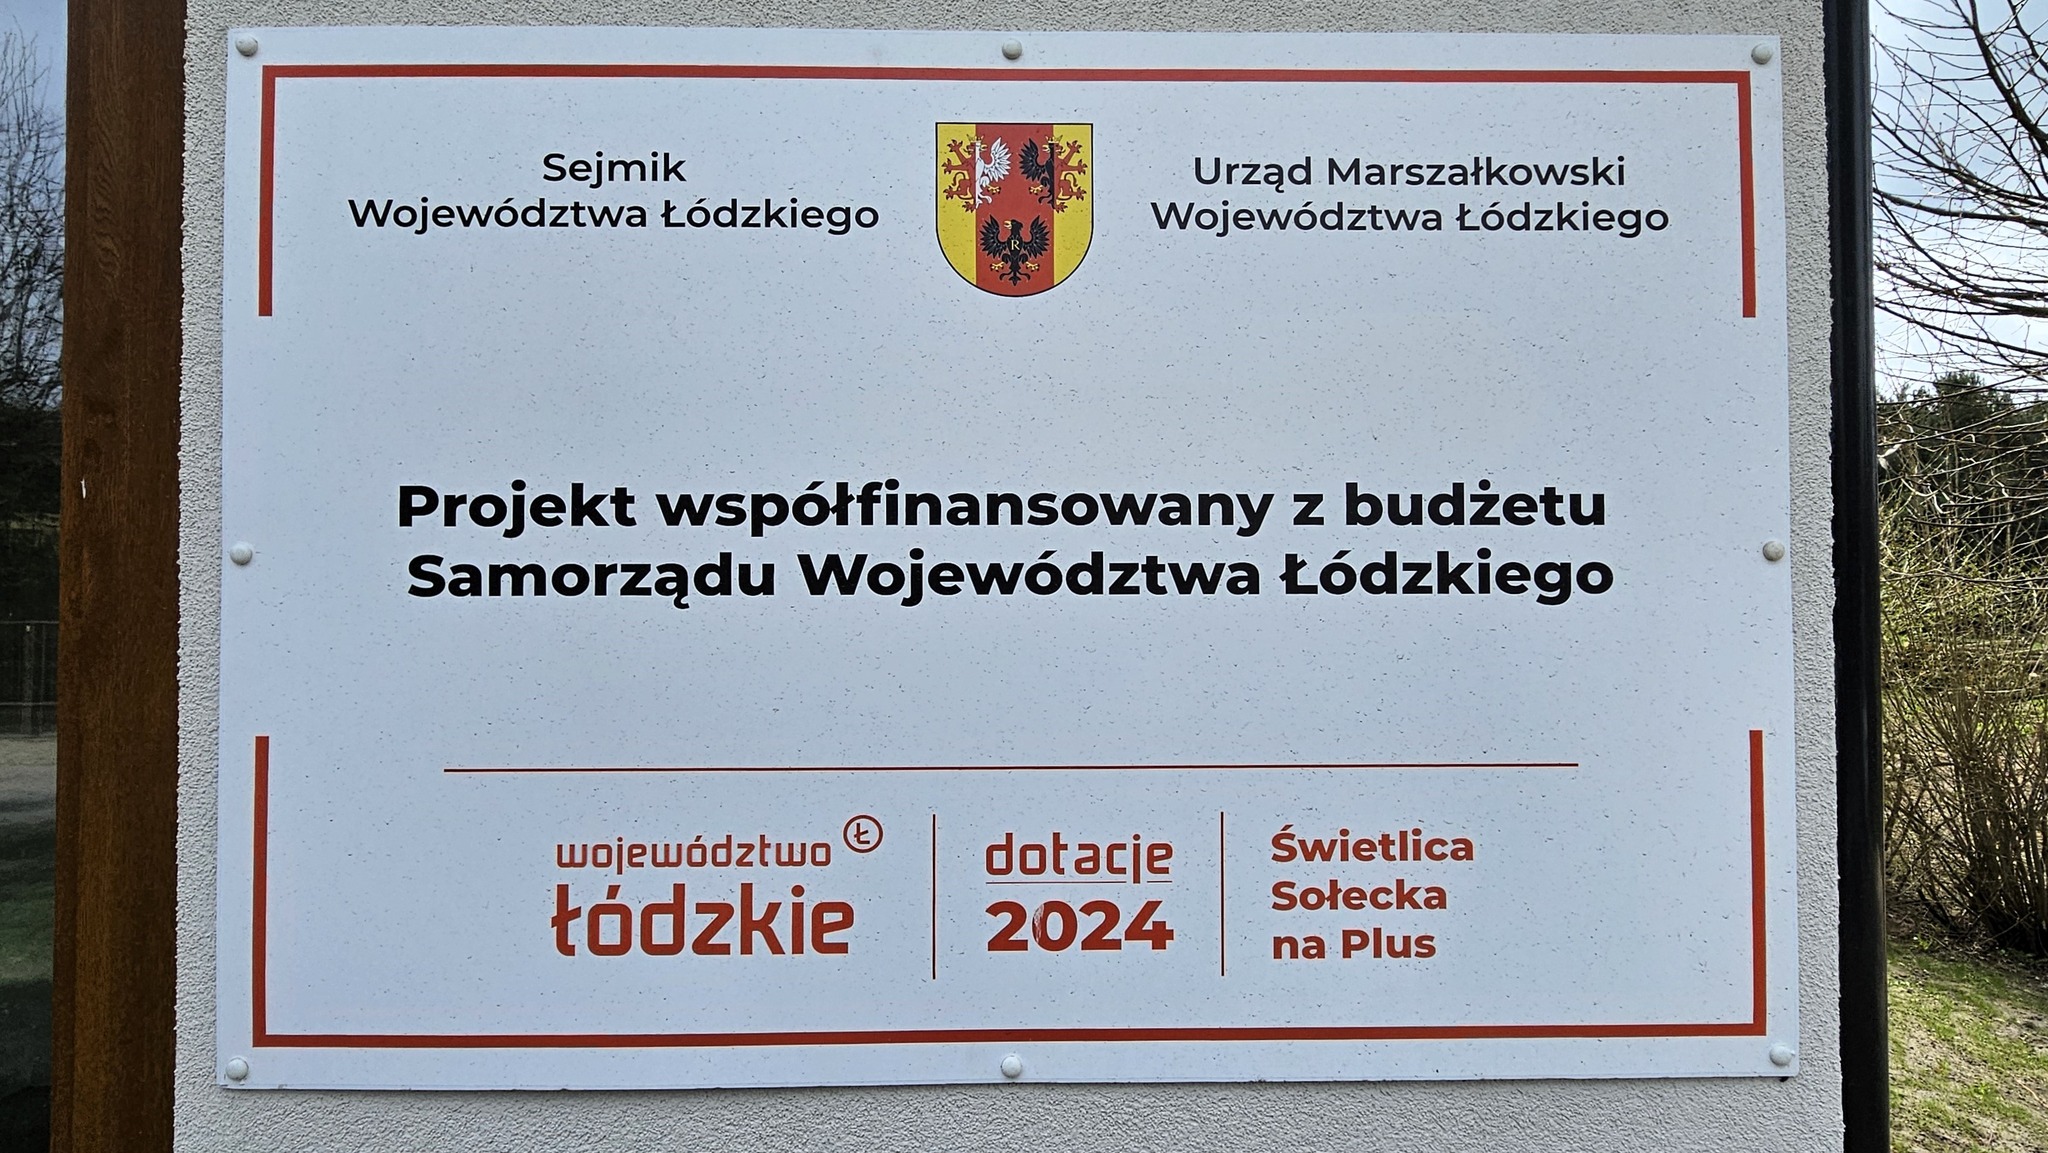 Sejmik
Województwa Łódzkiego
R
Urząd Marszałkowski
Województwa Łódzkiego
Projekt współfinansowany z budżetu
Samorządu Województwa Łódzkiego
województwo Ł
łódzkie
dotacje
2024
Świetlica
Sołecka
na Plus